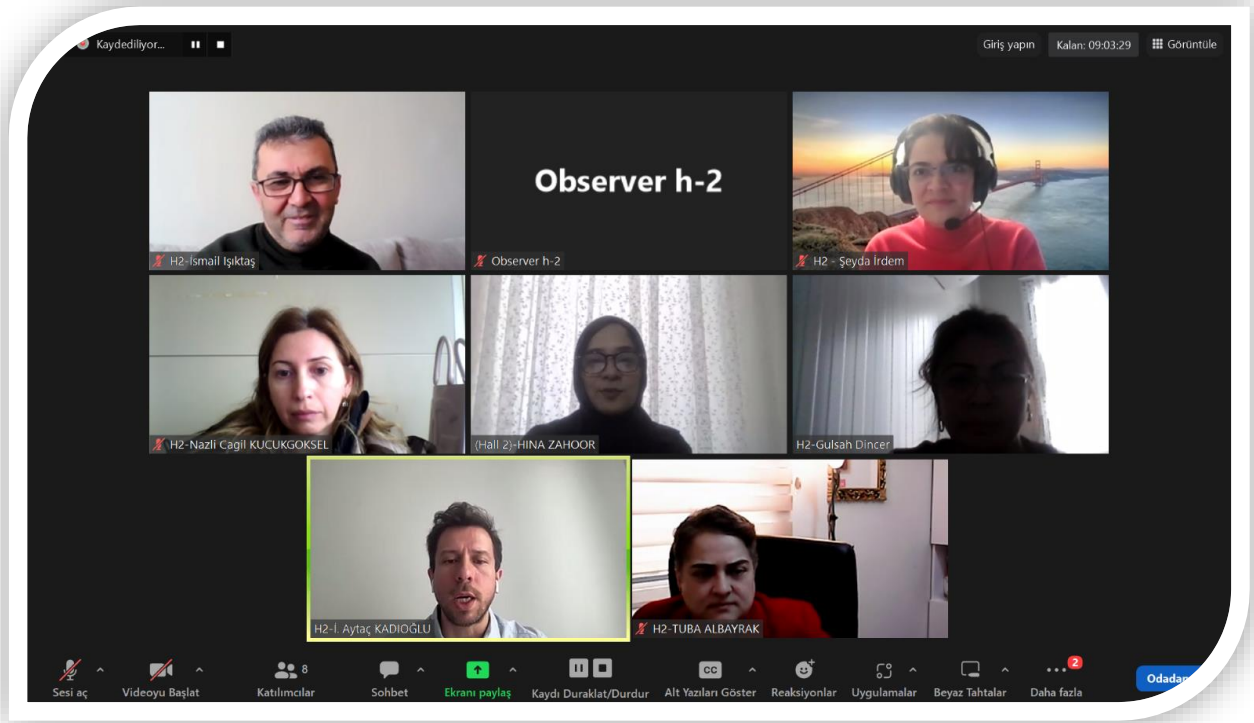 Kaydediliyor...
Giriş yapın
Kalan: 09:03:29
Görüntüle
H2-İsmail Işıktaş
Observer h-2
Observer h-2
H2 - Şeyda İrdem
H2-Nazli Cagil KUCUKGOKSEL
(Hall 2)-HINA ZAHOOR
H2-Gulsah Dincer
H2-İ. Aytaç KADIOĞLU
H2-TUBA ALBAYRAK
Sesi aç
Videoyu Başlat
8
Katılımcılar
Sohbet
Ekranı paylaş
Kaydı Duraklat/Durdur
CC
Alt Yazıları Göster
Reaksiyonlar
Uygulamalar
Beyaz Tahtalar
2
Daha fazla